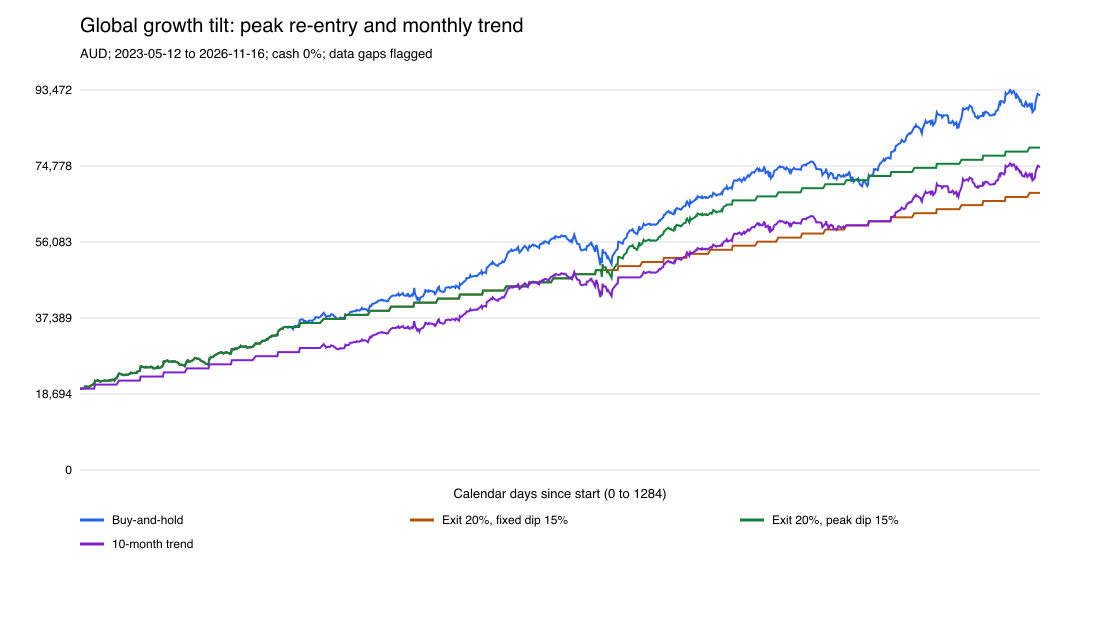 Global growth tilt: peak re-entry and monthly trend
AUD; 2023-05-12 to 2026-11-16; cash 0%; data gaps flagged
93,472
74,778
56,083
37,389
18,694
0
Calendar days since start (0 to 1284)
Buy-and-hold
Exit 20%, fixed dip 15%
Exit 20%, peak dip 15%
10-month trend